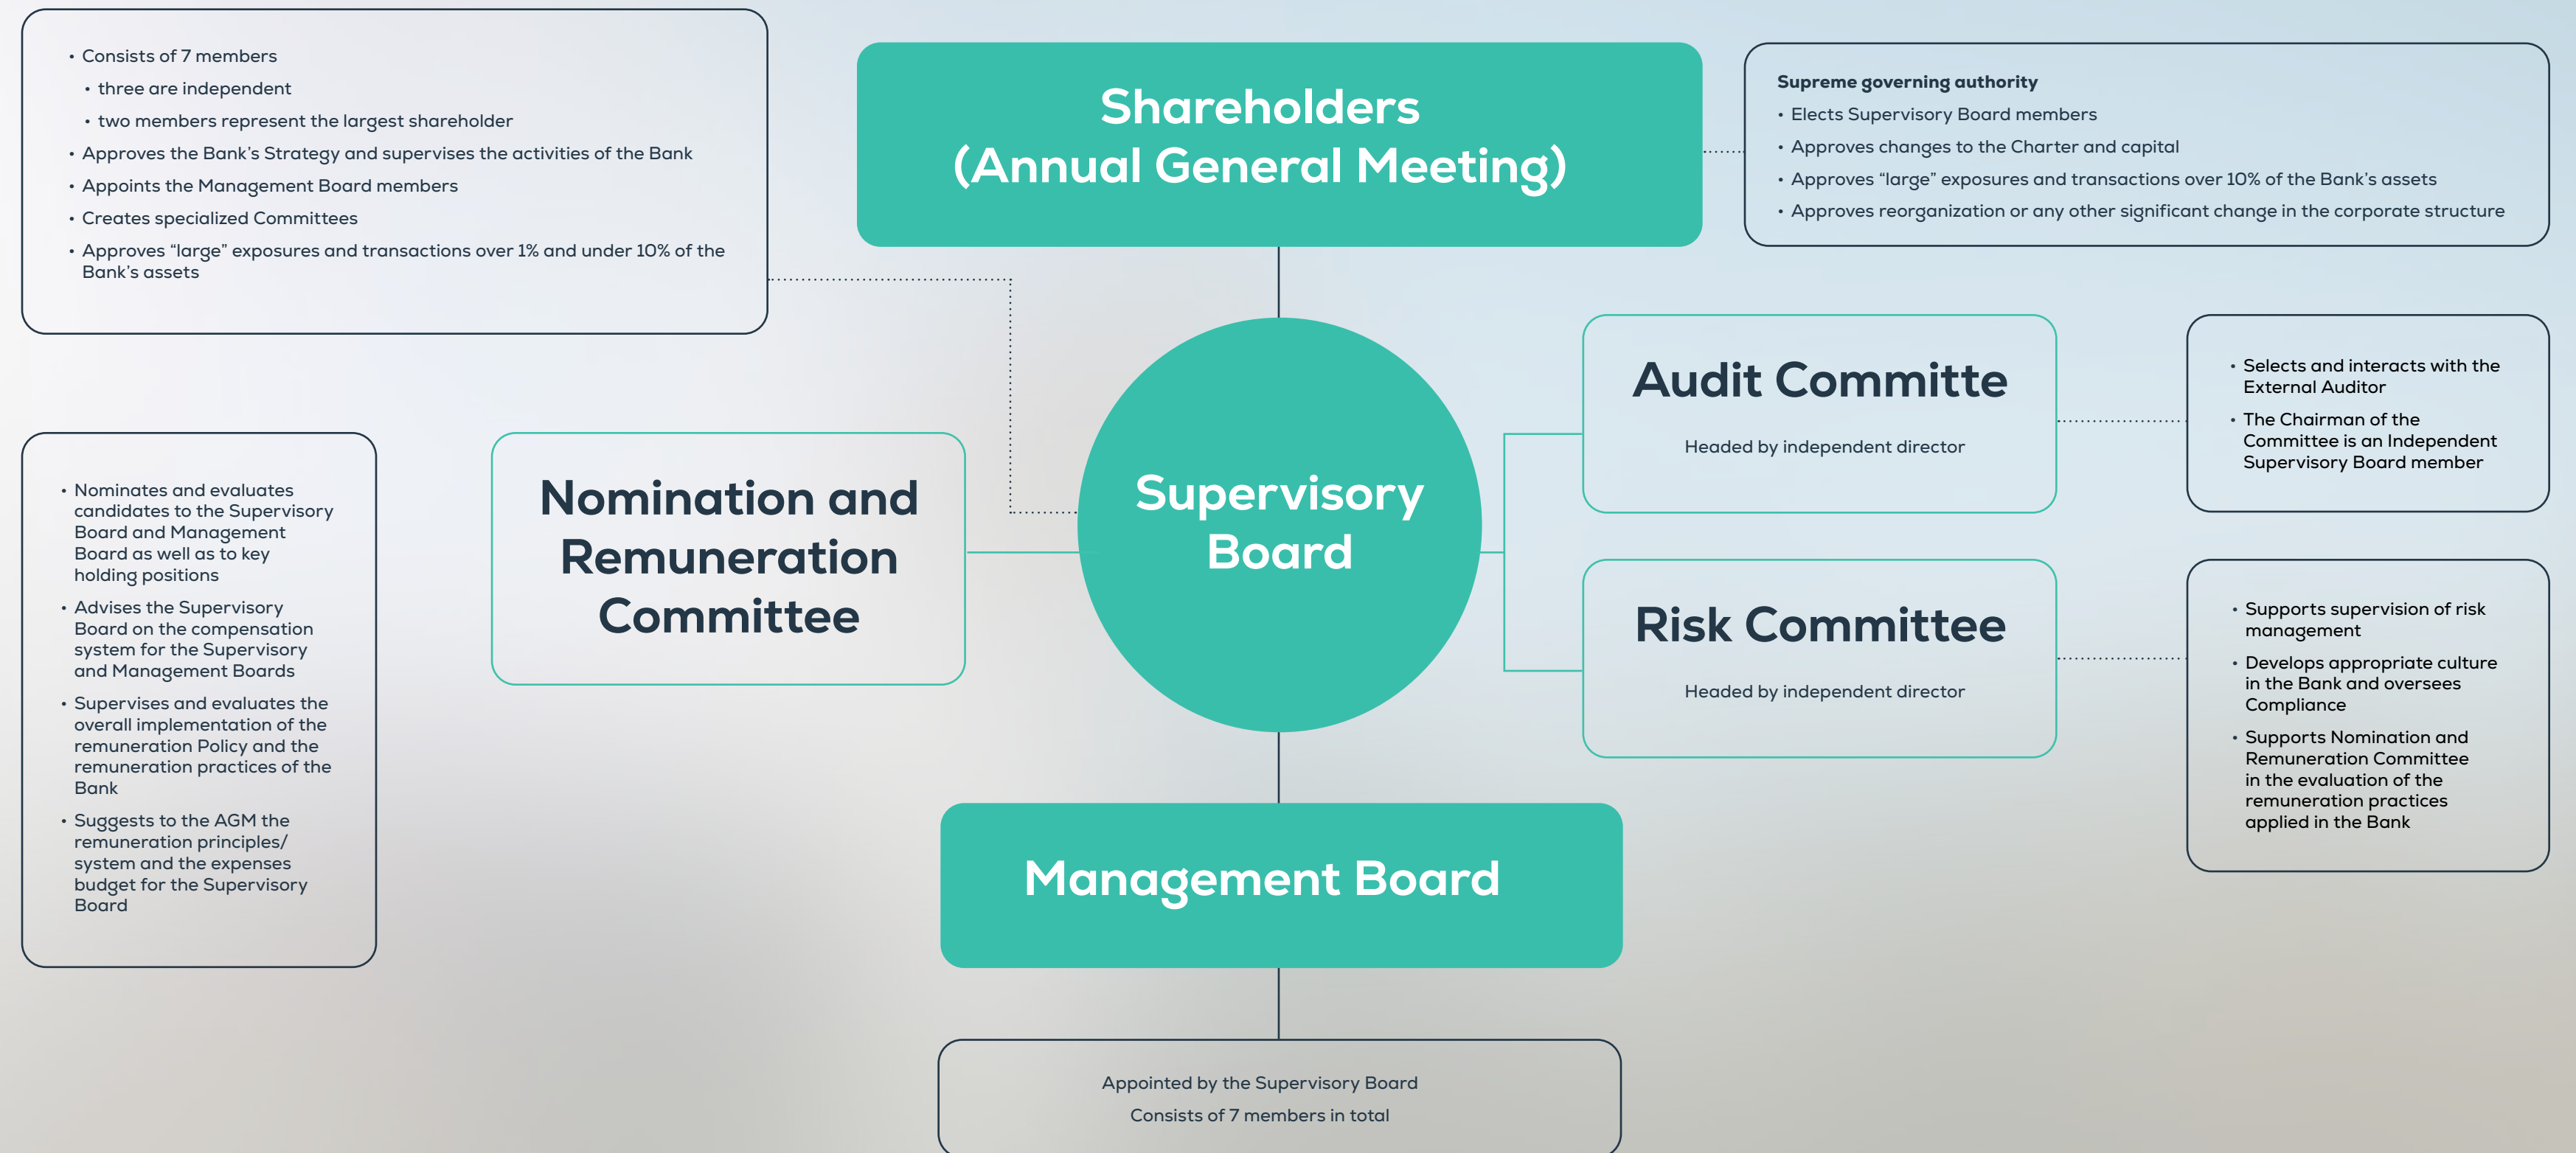 • Consists of 7 members
• three are independent
• two members represent the largest shareholder
• Approves the Bank’s Strategy and supervises the activities of the Bank
• Appoints the Management Board members
• Creates specialized Committees
• Approves “large” exposures and transactions over 1% and under 10% of the
Bank’s assets
Shareholders
(Annual General Meeting)
Supreme governing authority
• Elects Supervisory Board members
• Approves changes to the Charter and capital
• Approves “large” exposures and transactions over 10% of the Bank’s assets
• Approves reorganization or any other significant change in the corporate structure
• Nominates and evaluates
candidates to the Supervisory
Board and Management
Board as well as to key
holding positions
• Advises the Supervisory
Board on the compensation
system for the Supervisory
and Management Boards
• Supervises and evaluates the
overall implementation of the
remuneration Policy and the
remuneration practices of the
Bank
• Suggests to the AGM the
remuneration principles/
system and the expenses
budget for the Supervisory
Board
Nomination and
Remuneration
Committee
Supervisory
Board
Audit Committe
Headed by independent director
• Selects and interacts with the
External Auditor
• The Chairman of the
Committee is an Independent
Supervisory Board member
Risk Committee
Headed by independent director
• Supports supervision of risk
management
• Develops appropriate culture
in the Bank and oversees
Compliance
• Supports Nomination and
Remuneration Committee
in the evaluation of the
remuneration practices
applied in the Bank
Management Board
Appointed by the Supervisory Board
Consists of 7 members in total